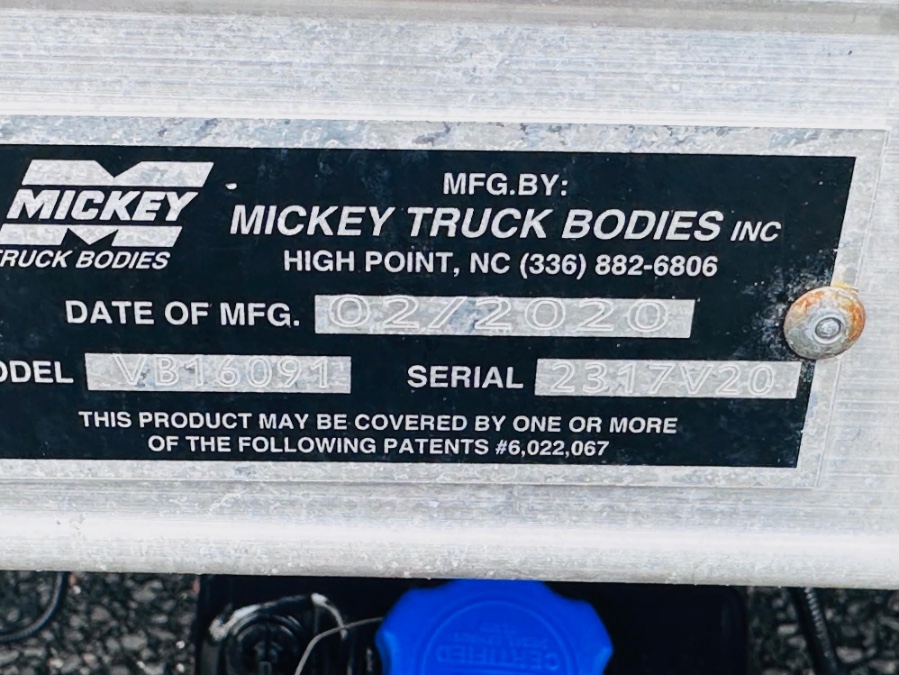 MICKEY
TRUCK BODIES
MFG.BY:
MICKEY TRUCK BODIES INC
HIGH POINT, NC (336) 882-6806
DATE OF MFG. 02/2020
ODEL VB16091 SERIAL 2317V20
THIS PRODUCT MAY BE COVERED BY ONE OR MORE
OF THE FOLLOWING PATENTS #6,022,067
CERTIFIED